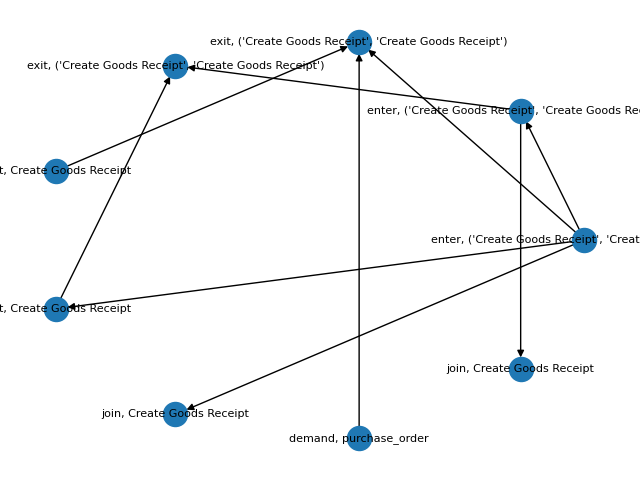 exit, ('Create Goods Receipt', 'Create Goods Receipt')
exit, ('Create Goods Receipt', 'Create Goods Receipt')
enter, ('Create Goods Receipt', 'Create Goods Re
t, Create Goods Receipt
enter, ('Create Goods Receipt', 'Creat
t, Create Goods Receipt
join, Create Goods Receipt
join, Create Goods Receipt
demand, purchase_order